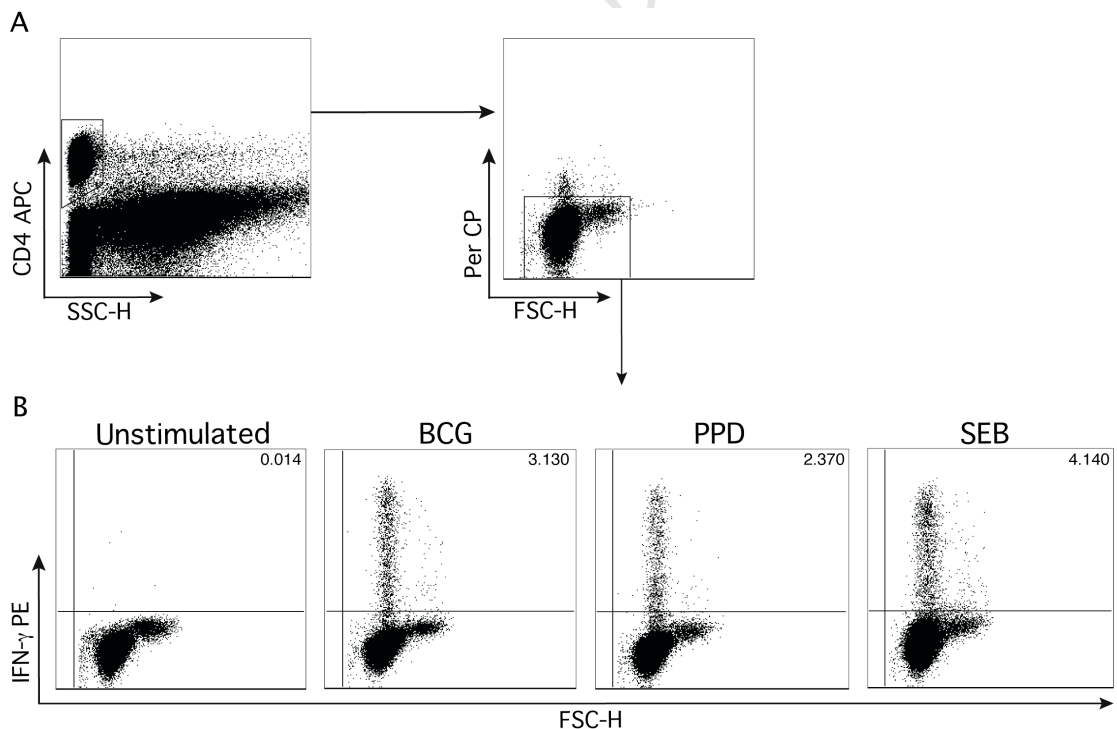 A
CD4 APC
SSC-H
Per CP
FSC-H
B
Unstimulated
BCG
PPD
SEB
0.014
3.130
2.370
4.140
IFN-γ PE
FSC-H